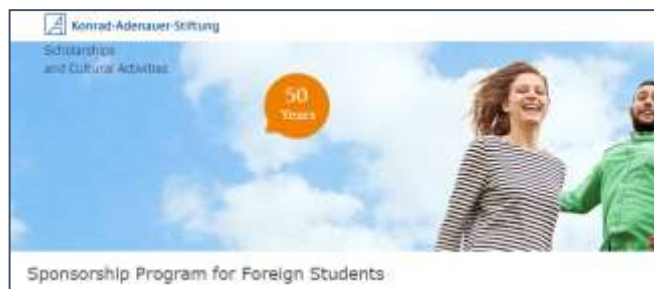 Konrad-Adenauer-Stiftung
Scholarships
and Cultural Activities
50
Years
Sponsorship Program for Foreign Students